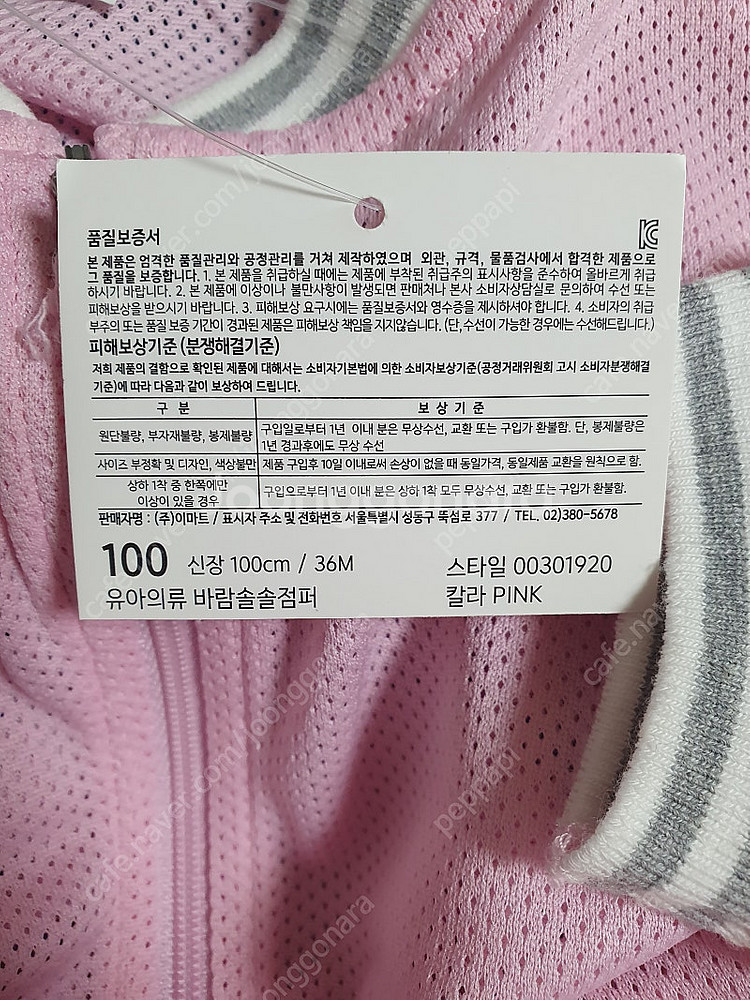 품질보증서
본 제품은 엄격한 품질관리와 공정관리를 거쳐 제작하였으며 외관, 규격, 물품검사에서 합격한 제품으로
그 품질을 보증합니다. 1. 본 제품을 취급하실 때에는 제품에 부착된 취급주의 표시사항을 준수하여 올바르게 취급
하시기 바랍니다. 2. 본 제품에 이상이나 불만사항이 발생되면 판매처나 본사 소비자상담실로 문의하여 수선 또는
피해보상을 받으시기 바랍니다. 3. 피해보상 요구시에는 품질보증서와 영수증을 제시하셔야 합니다. 4. 소비자의 취급
부주의 또는 품질 보증 기간이 경과된 제품은 피해보상 책임을 지지않습니다. (단, 수선이 가능한 경우에는 수선해드립니다.)
피해보상기준 (분쟁해결기준)
저희 제품의 결함으로 확인된 제품에 대해서는 소비자기본법에 의한 소비자보상기준(공정거래위원회 고시 소비자분쟁해결
기준)에 따라 다음과 같이 보상하여 드립니다.
구 분 보 상 기 준
원단불량, 부자재불량, 봉제불량 구입일로부터 1년 이내 분은 무상수선, 교환 또는 구입가 환불함. 단, 봉제불량은
1년 경과후에도 무상 수선
사이즈 부정확 및 디자인, 색상불만 제품 구입후 10일 이내로써 손상이 없을 때 동일가격, 동일제품 교환을 원칙으로 함.
상하 1착 중 한쪽에만
이상이 있을 경우 구입으로부터 1년 이내 분은 상하 1착 모두 무상수선, 교환 또는 구입가 환불함.
판매자명 : (주)이마트 / 표시자 주소 및 전화번호 서울특별시 성동구 뚝섬로 377 / TEL. 02)380-5678
100 신장 100cm / 36M 스타일 00301920
유아의류 바람솔솔점퍼 칼라 PINK
cafe.naver.com/joonggonara
peppapi